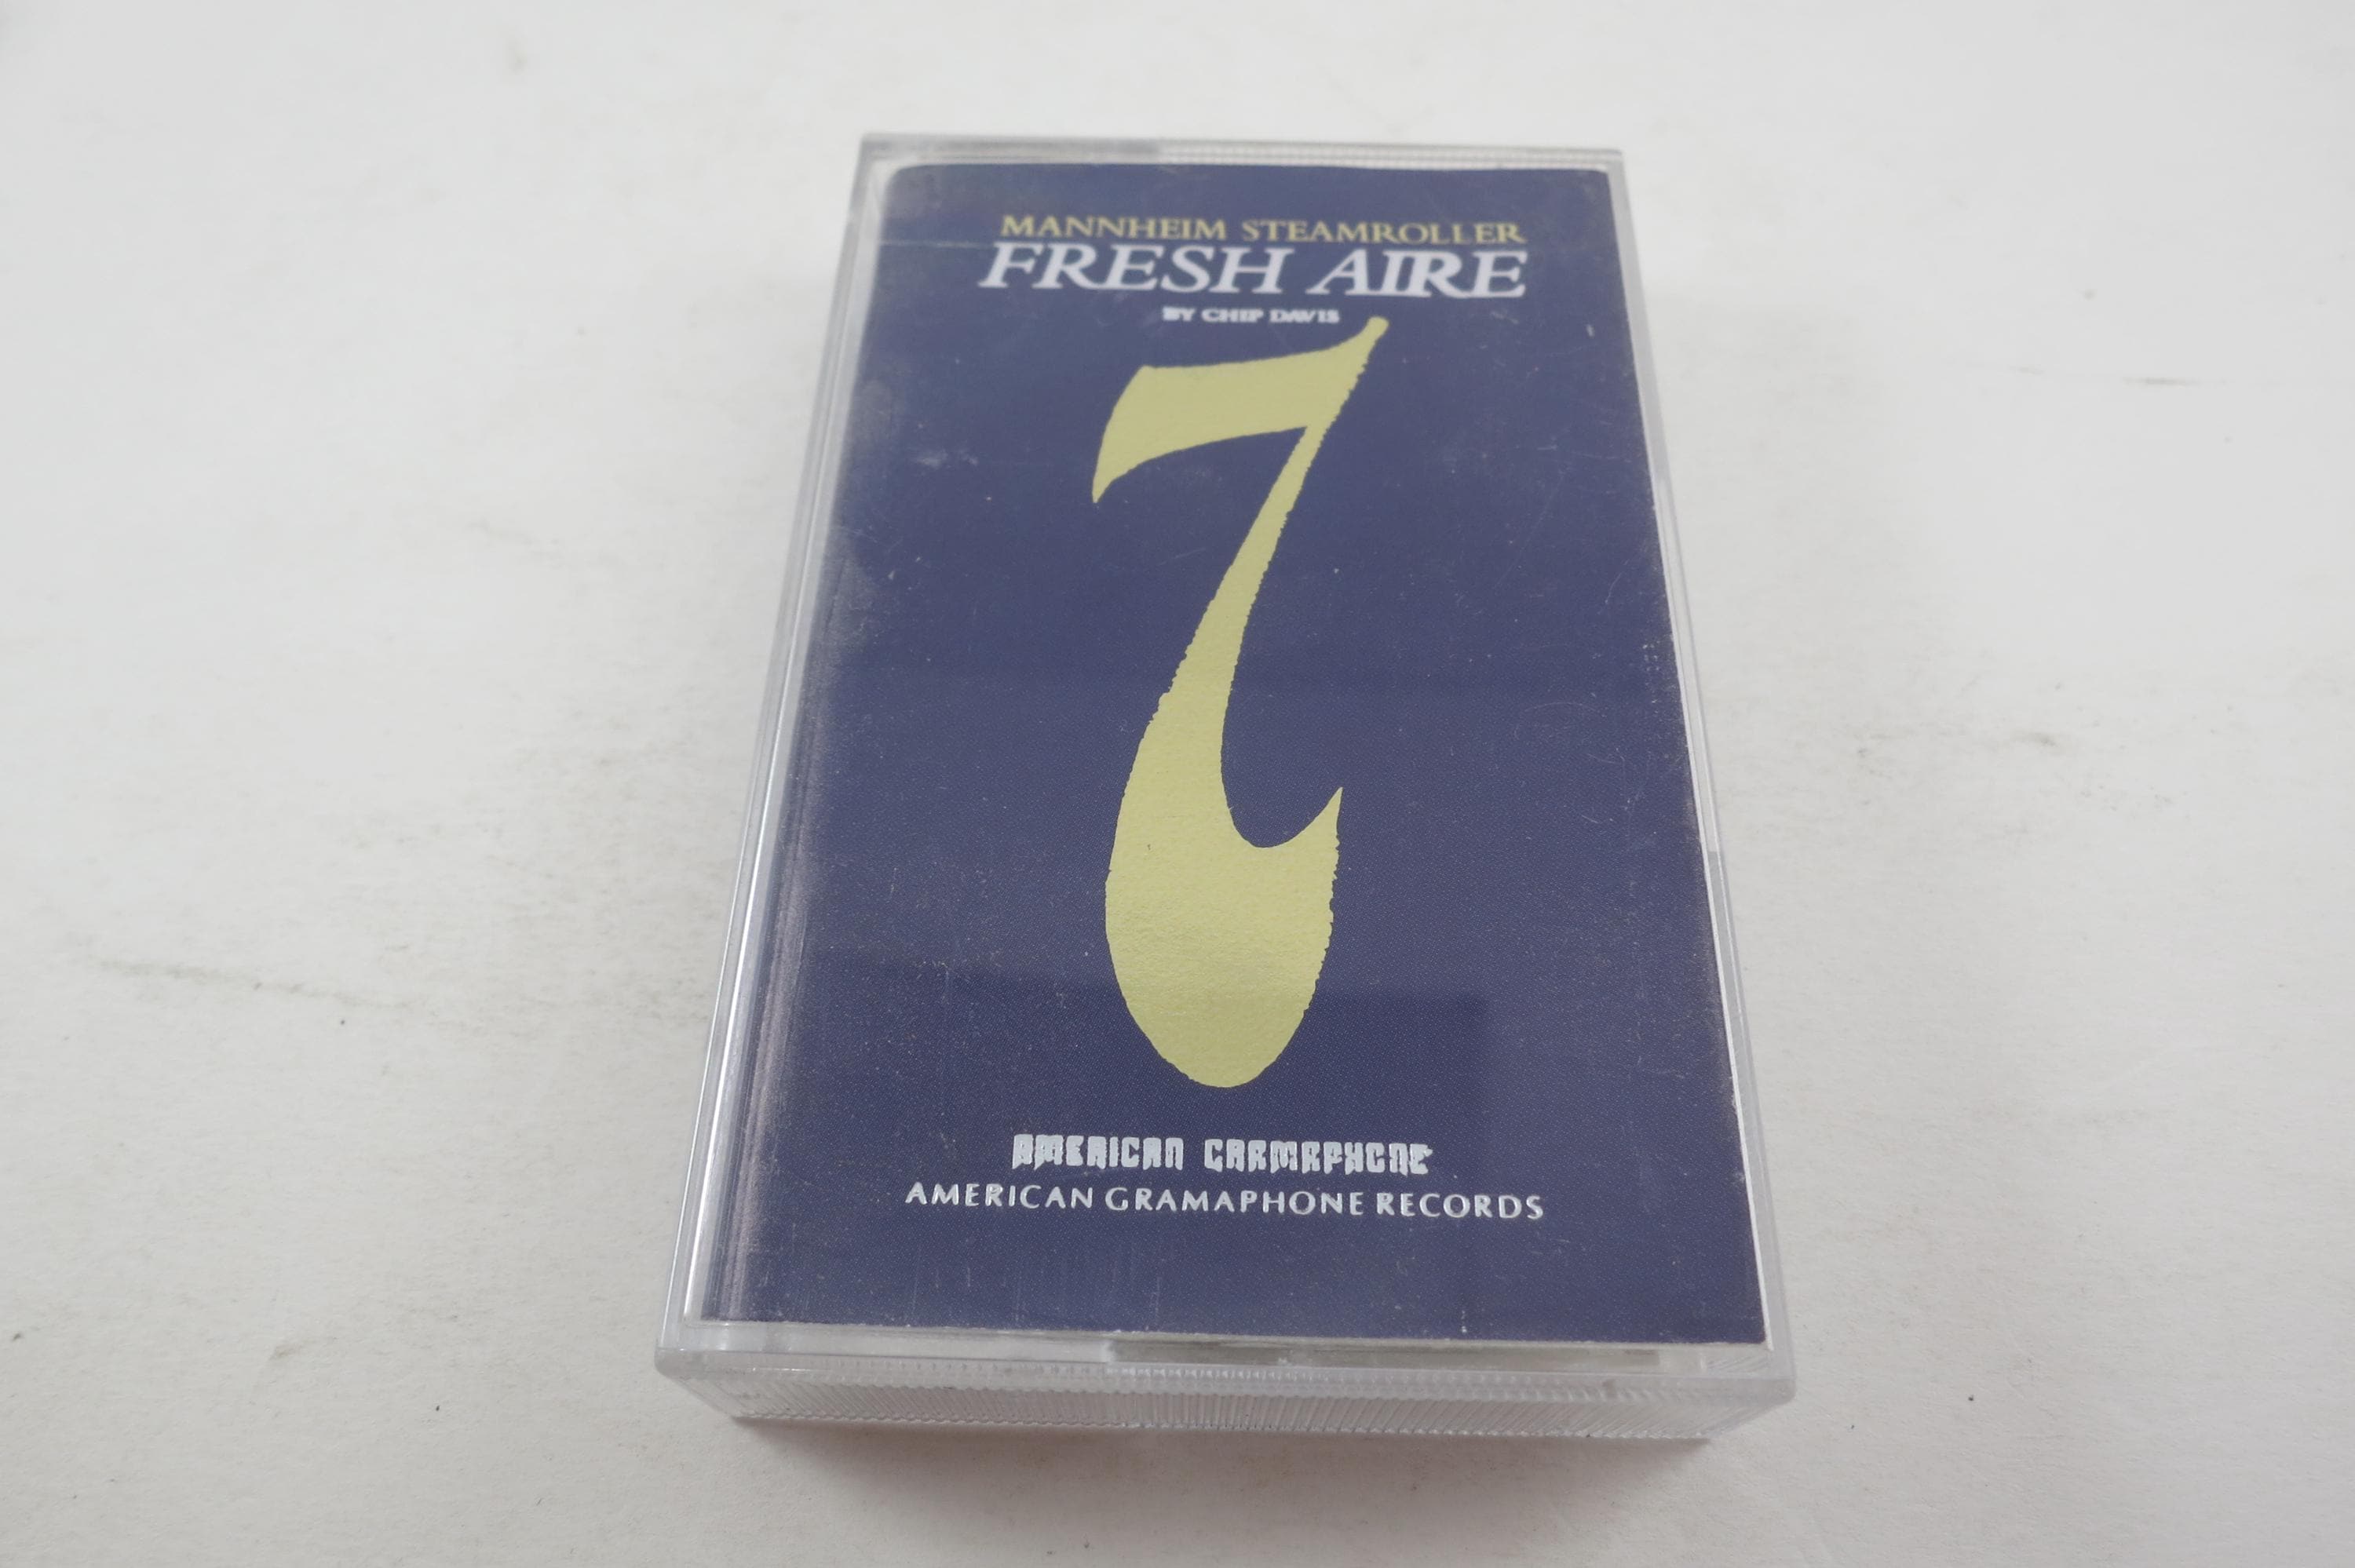 MANNHEIM STEAMROLLER
FRESH AIRE
BY CHIP DAVIS
7
AMERICAN GRAMAPHONE
AMERICAN GRAMAPHONE RECORDS